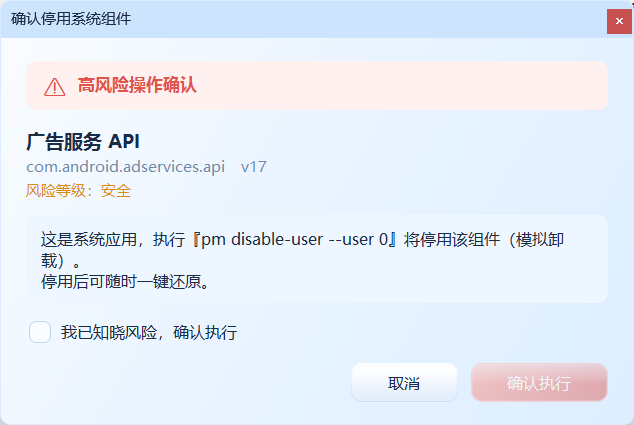 确认停用系统组件
高风险操作确认
广告服务 API
com.android.adservices.api v17
风险等级：安全
这是系统应用，执行『pm disable-user --user 0』将停用该组件（模拟卸
载）。
停用后可随时一键还原。
我已知晓风险，确认执行
取消 确认执行